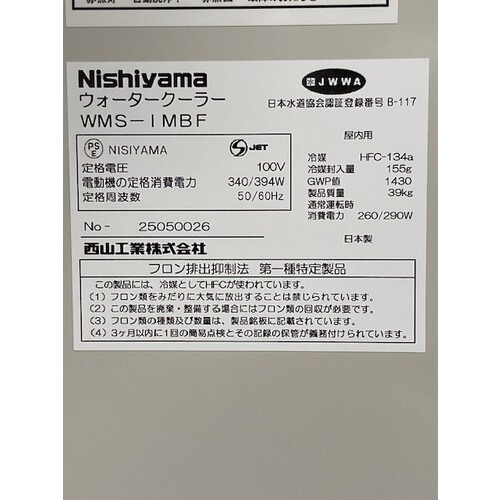 Nishiyama
JWWA
ウォータークーラー
日本水道協会認証登録番号 B-117
WMS-1MBF
屋内用
PSE NISIYAMA
S JET
定格電圧 100V
電動機の定格消費電力 340/394W
定格周波数 50/60Hz
冷媒 HFC-134a
冷媒封入量 155g
GWP値 1430
製品質量 39kg
通常運転時
消費電力 260/290W
No- 25050026
日本製
西山工業株式会社
フロン排出抑制法 第一種特定製品
この製品には、冷媒としてHFCが使われています。
(1) フロン類をみだりに大気に放出することは禁じられています。
(2) この製品を廃棄・整備する場合にはフロン類の回収が必要です。
(3) フロン類の種類及び数量は、製品銘板に記載されています。
(4) 3ヶ月以内に1回の簡易点検とその記録の保管が義務付けられています。